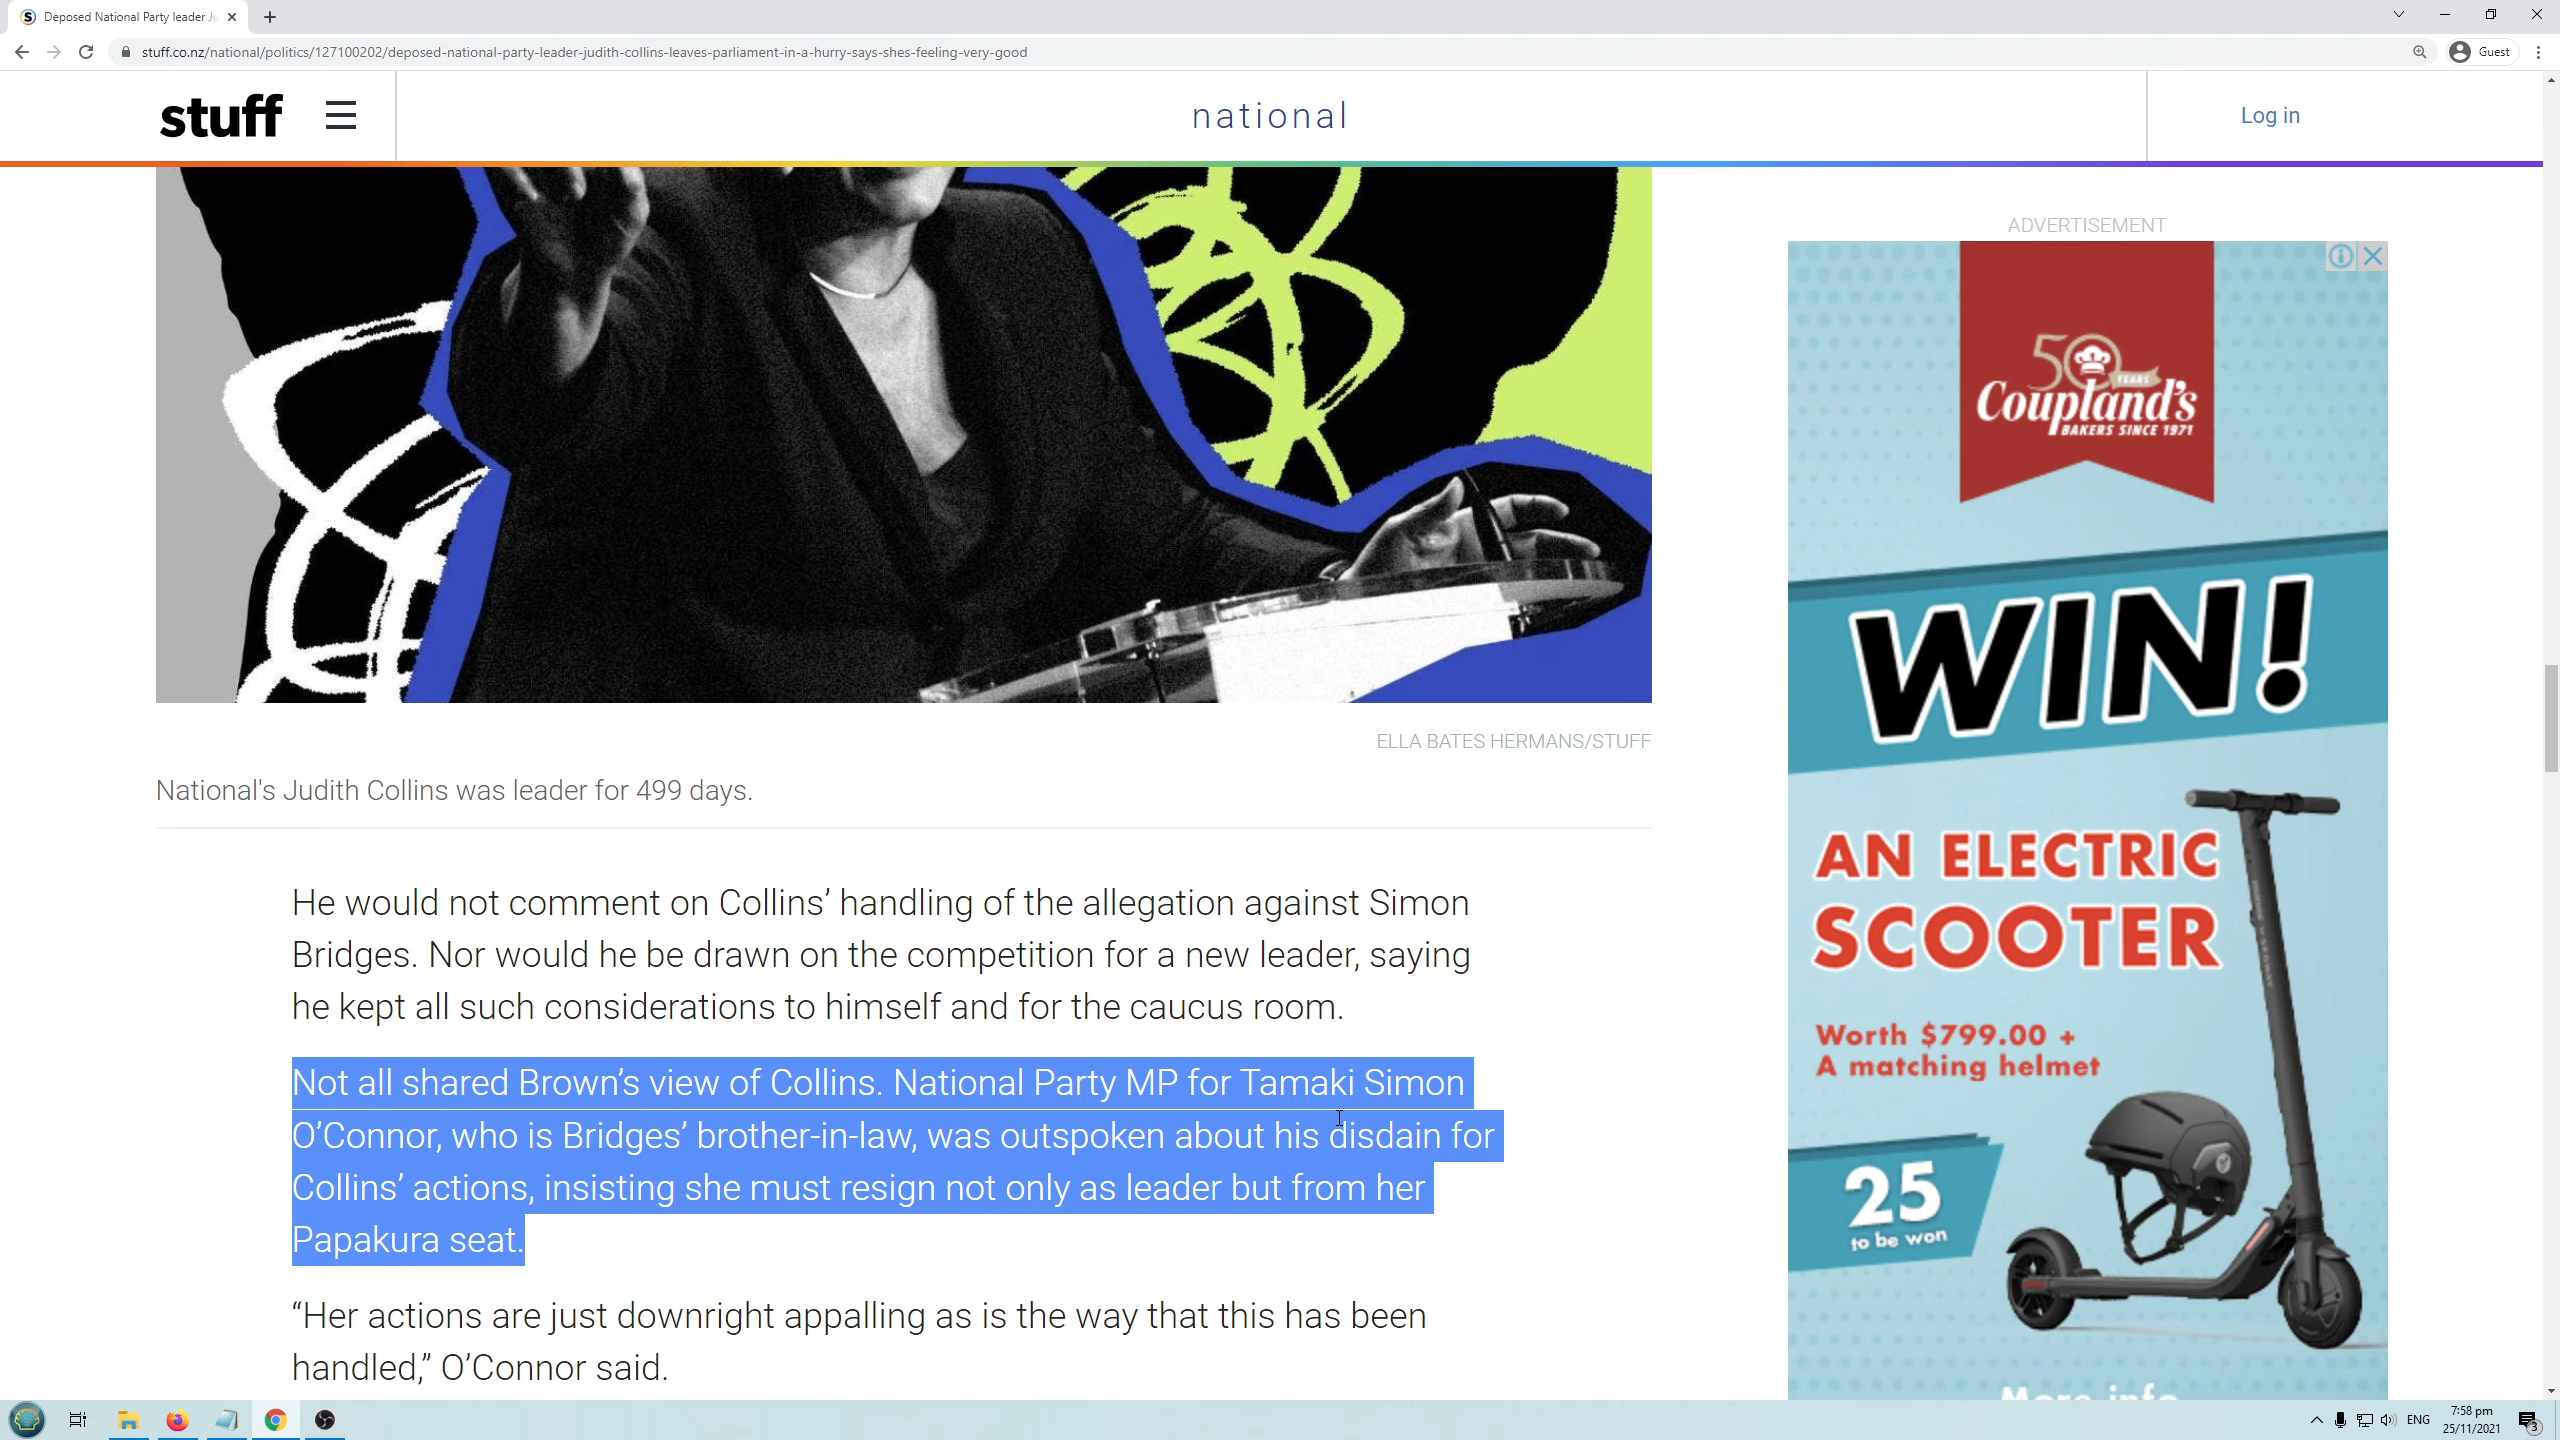 Deposed National Party leader Ju
stuff.co.nz/national/politics/127100202/deposed-national-party-leader-judith-collins-leaves-parliament-in-a-hurry-says-shes-feeling-very-good
Guest
stuff
national
Log in
ADVERTISEMENT
50
YEARS
Coupland's
BAKERS SINCE 1971
WIN!
AN ELECTRIC
SCOOTER
Worth $799.00 +
A matching helmet
25
to be won
More info
ELLA BATES HERMANS/STUFF
National's Judith Collins was leader for 499 days.
He would not comment on Collins’ handling of the allegation against Simon
Bridges. Nor would he be drawn on the competition for a new leader, saying
he kept all such considerations to himself and for the caucus room.
Not all shared Brown’s view of Collins. National Party MP for Tamaki Simon
O’Connor, who is Bridges’ brother-in-law, was outspoken about his disdain for
Collins’ actions, insisting she must resign not only as leader but from her
Papakura seat.
“Her actions are just downright appalling as is the way that this has been
handled,” O’Connor said.
ENG
7:58 pm
25/11/2021
3